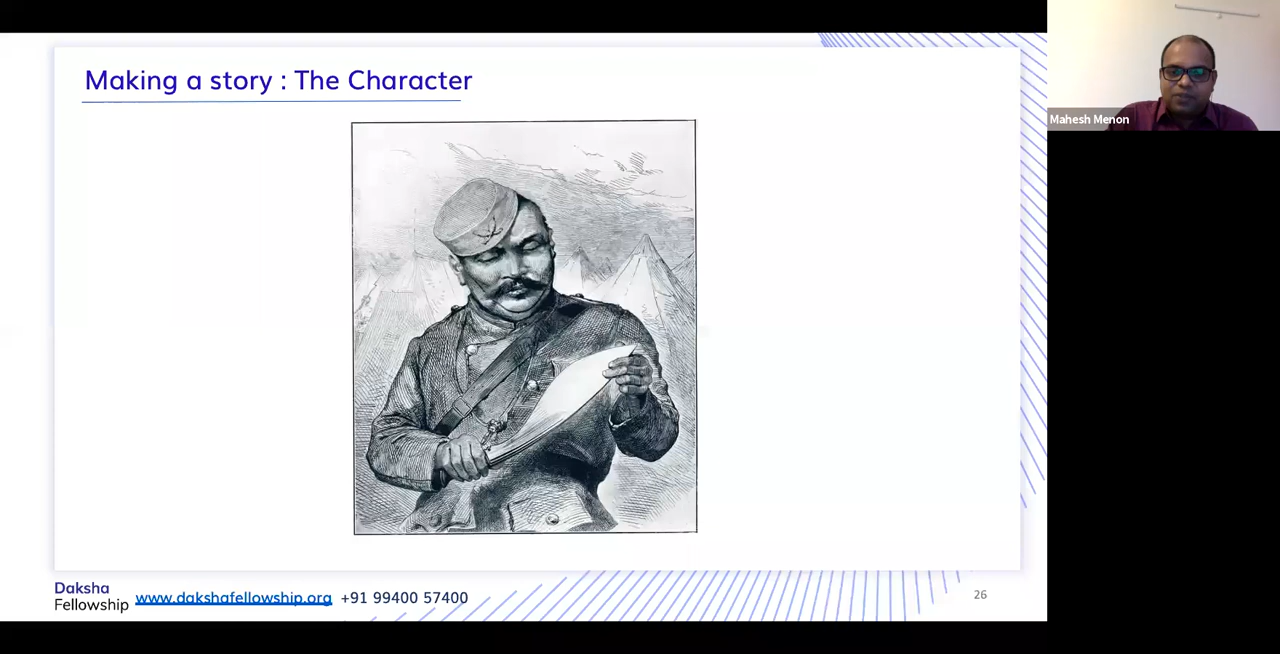 Making a story : The Character
Mahesh Menon
Daksha
Fellowship
www.dakshafellowship.org +91 99400 57400
26